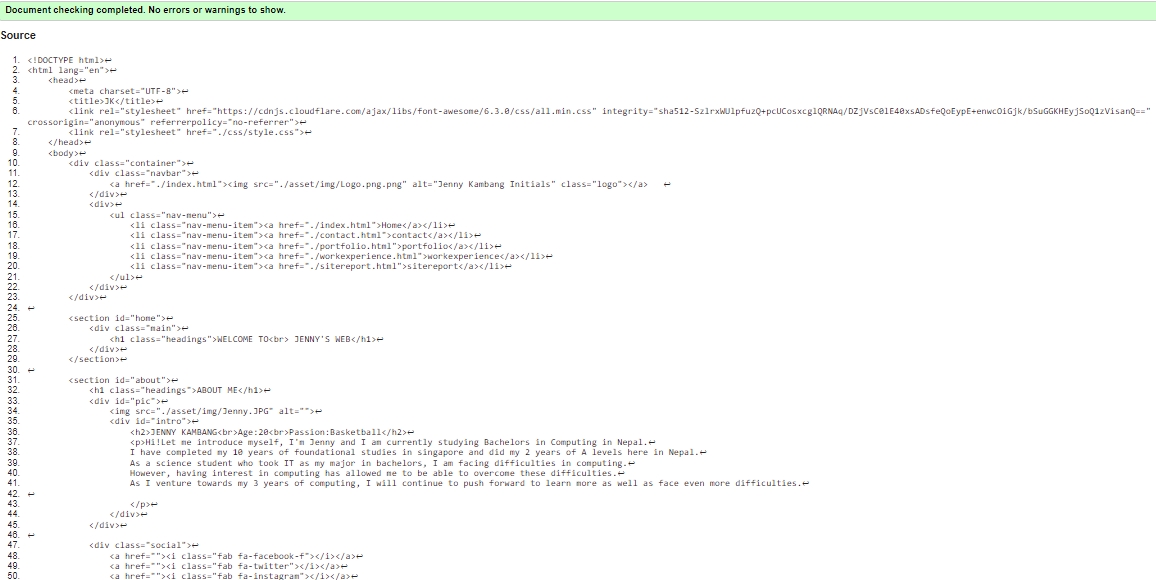 Document checking completed. No errors or warnings to show.
Source
1. <!DOCTYPE html>↩
2. <html lang="en">↩
3. <head>↩
4. <meta charset="UTF-8">↩
5. <title>JK</title>↩
6. <link rel="stylesheet" href="https://cdnjs.cloudflare.com/ajax/libs/font-awesome/6.3.0/css/all.min.css" integrity="sha512-SzlrxWUlpfuzQ+pcUCosxcglQRNAq/DZjVsC0lE40xsADsfeQoEypE+enwcOiGjk/bSuGGKHEyjSoQ1zVisanQ=="
crossorigin="anonymous" referrerpolicy="no-referrer">↩
7. <link rel="stylesheet" href="./css/style.css">↩
8. </head>↩
9. <body>↩
10. <div class="container">↩
11. <div class="navbar">↩
12. <a href="./index.html"><img src="./asset/img/Logo.png.png" alt="Jenny Kambang Initials" class="logo"></a> ↩
13. </div>↩
14. <div>↩
15. <ul class="nav-menu">↩
16. <li class="nav-menu-item"><a href="./index.html">Home</a></li>↩
17. <li class="nav-menu-item"><a href="./contact.html">contact</a></li>↩
18. <li class="nav-menu-item"><a href="./portfolio.html">portfolio</a></li>↩
19. <li class="nav-menu-item"><a href="./workexperience.html">workexperience</a></li>↩
20. <li class="nav-menu-item"><a href="./sitereport.html">sitereport</a></li>↩
21. </ul>↩
22. </div>↩
23. </div>↩
24. ↩
25. <section id="home">↩
26. <div class="main">↩
27. <h1 class="headings">WELCOME TO<br> JENNY'S WEB</h1>↩
28. </div>↩
29. </section>↩
30. ↩
31. <section id="about">↩
32. <h1 class="headings">ABOUT ME</h1>↩
33. <div id="pic">↩
34. <img src="./asset/img/Jenny.JPG" alt="">↩
35. <div id="intro">↩
36. <h2>JENNY KAMBANG<br>Age:20<br>Passion:Basketball</h2>↩
37. <p>Hi!Let me introduce myself, I'm Jenny and I am currently studying Bachelors in Computing in Nepal.↩
38. I have completed my 10 years of foundational studies in singapore and did my 2 years of A levels here in Nepal.↩
39. As a science student who took IT as my major in bachelors, I am facing difficulties in computing.↩
40. However, having interest in computing has allowed me to be able to overcome these difficulties.↩
41. As I venture towards my 3 years of computing, I will continue to push forward to learn more as well as face even more difficulties.↩
42. ↩
43. </p>↩
44. </div>↩
45. </div>↩
46. ↩
47. <div class="social">↩
48. <a href=""><i class="fab fa-facebook-f"></i></a>↩
49. <a href=""><i class="fab fa-twitter"></i></a>↩
50. <a href=""><i class="fab fa-instagram"></i></a>↩